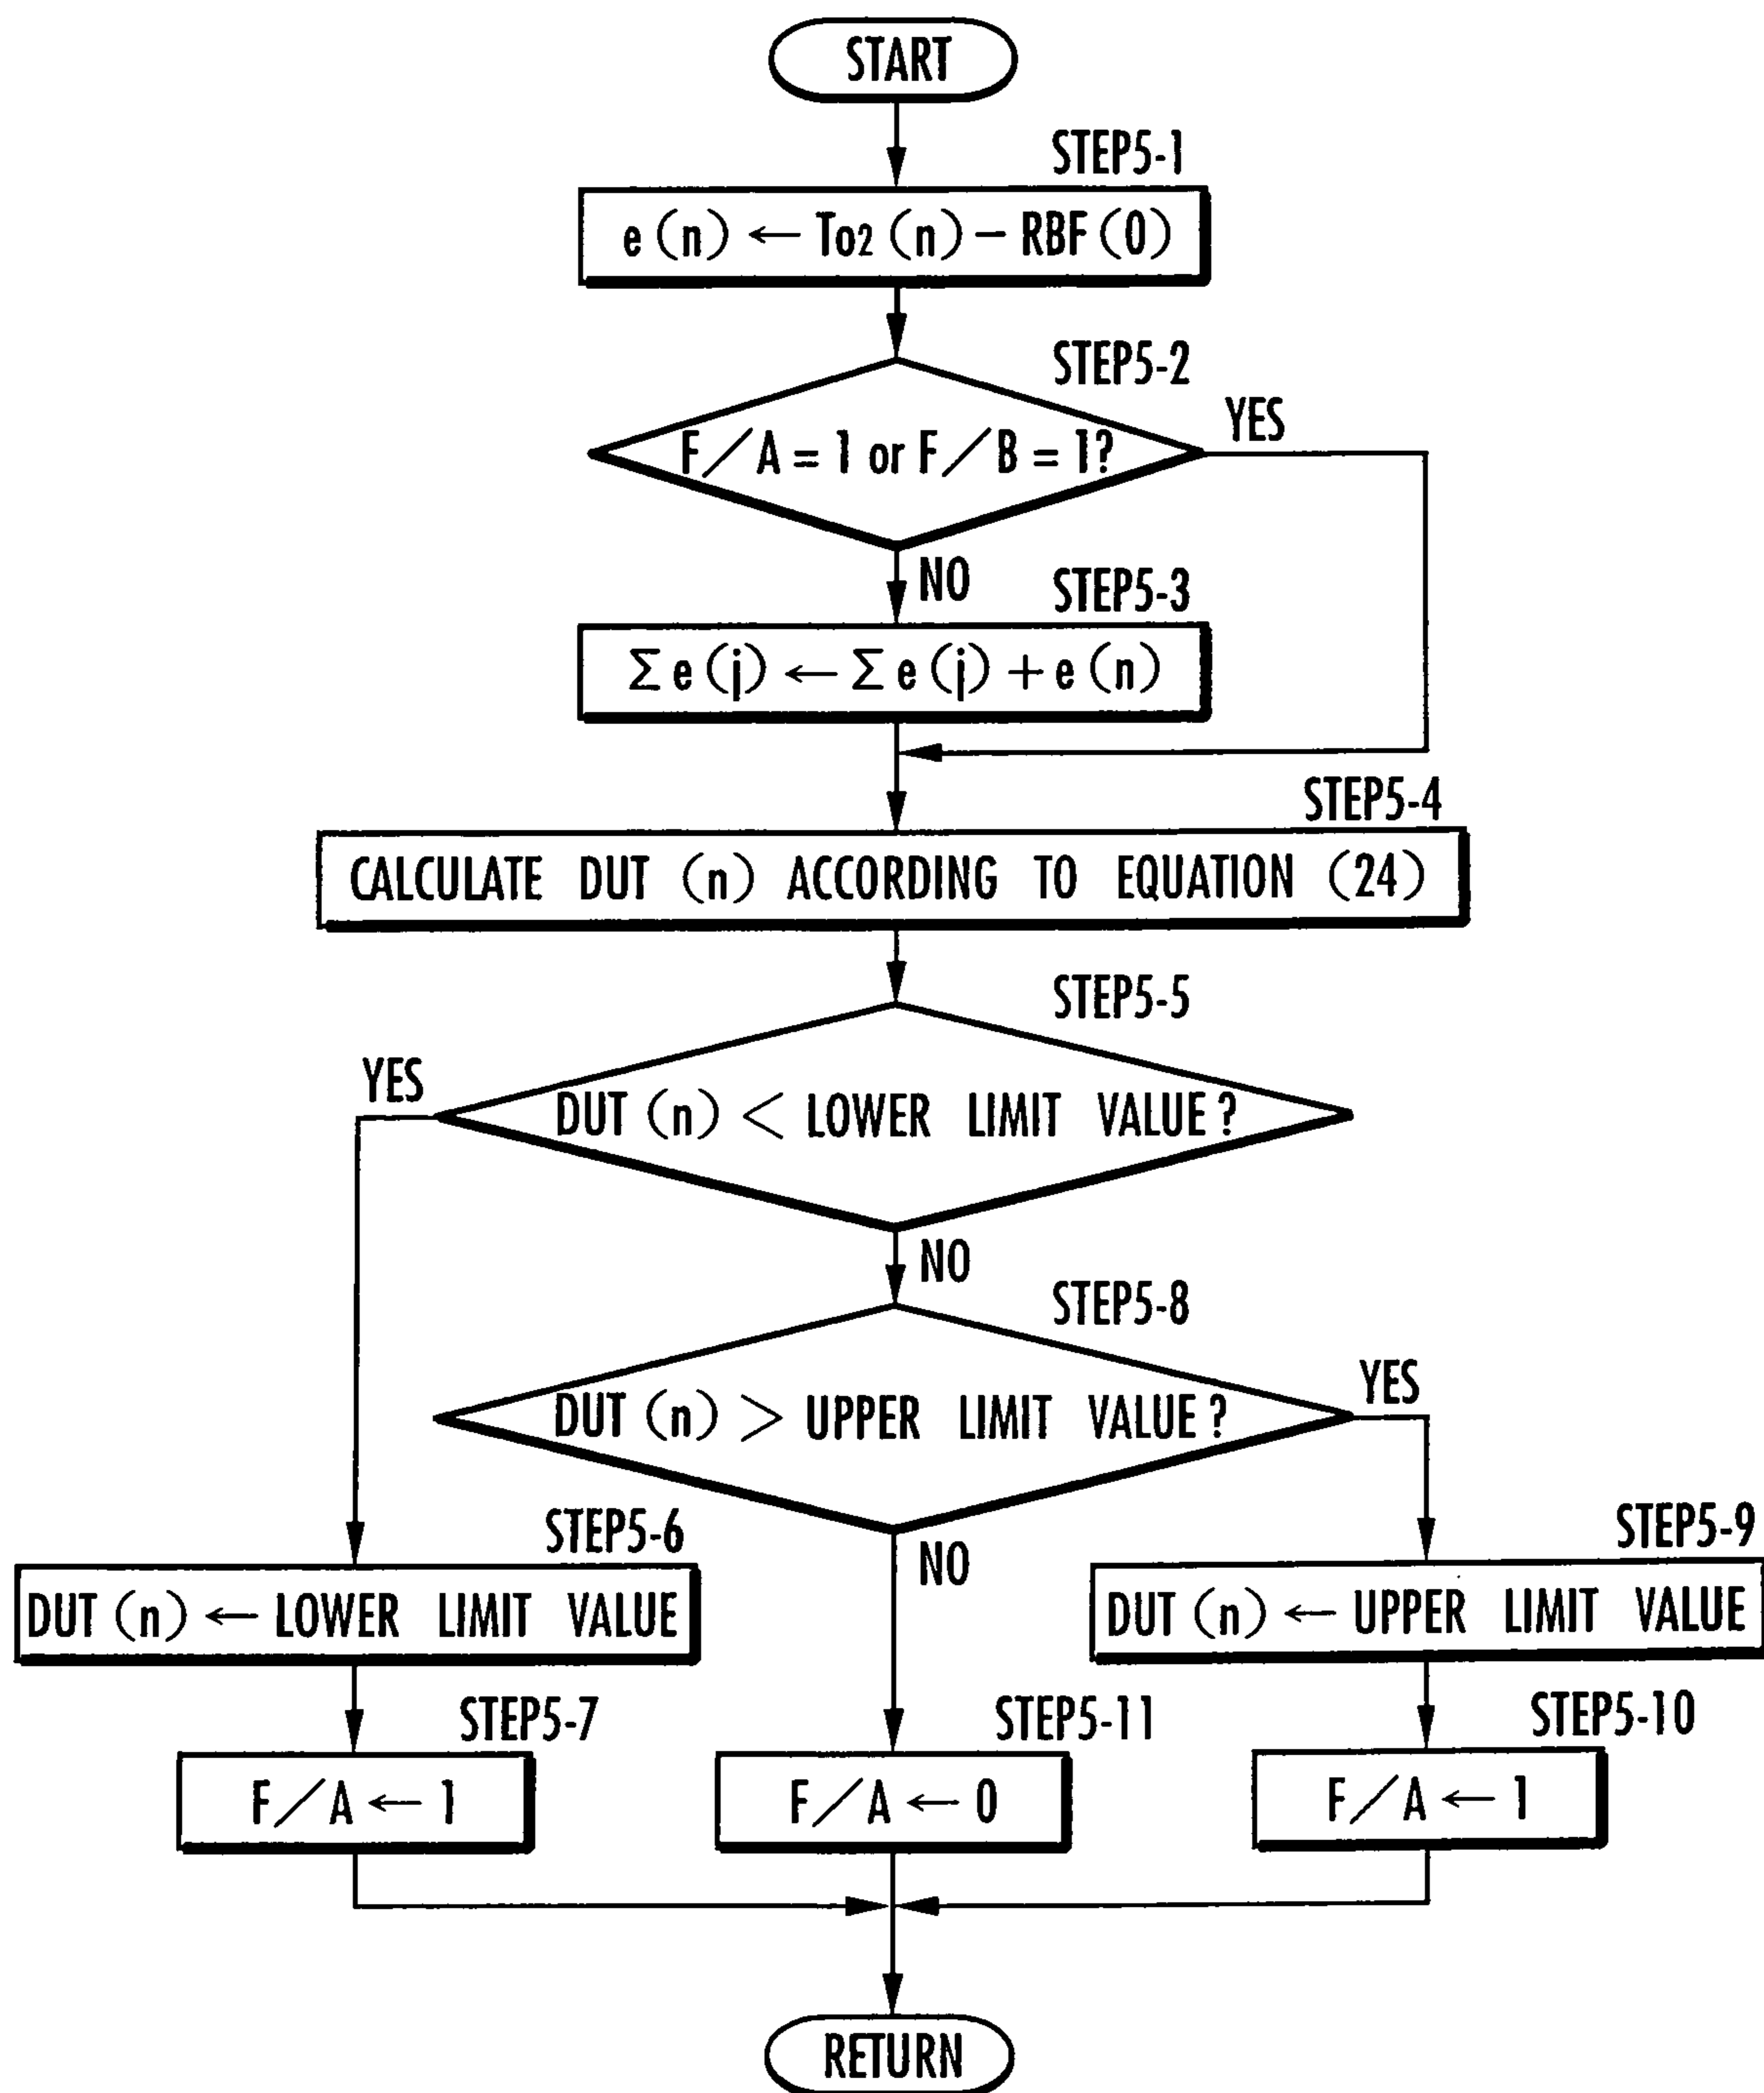 START
STEP5-1
e (n) ← To2 (n) − RBF (0)
STEP5-2
F／A = 1 or F／B = 1?
YES
NO
STEP5-3
Σ e (j) ← Σ e (j) + e (n)
STEP5-4
CALCULATE DUT (n) ACCORDING TO EQUATION (24)
STEP5-5
YES
DUT (n) < LOWER LIMIT VALUE ?
NO
STEP5-8
DUT (n) > UPPER LIMIT VALUE ?
YES
STEP5-6
NO
STEP5-9
DUT (n) ← LOWER LIMIT VALUE
DUT (n) ← UPPER LIMIT VALUE
STEP5-7
STEP5-11
STEP5-10
F／A ← 1
F／A ← 0
F／A ← 1
RETURN